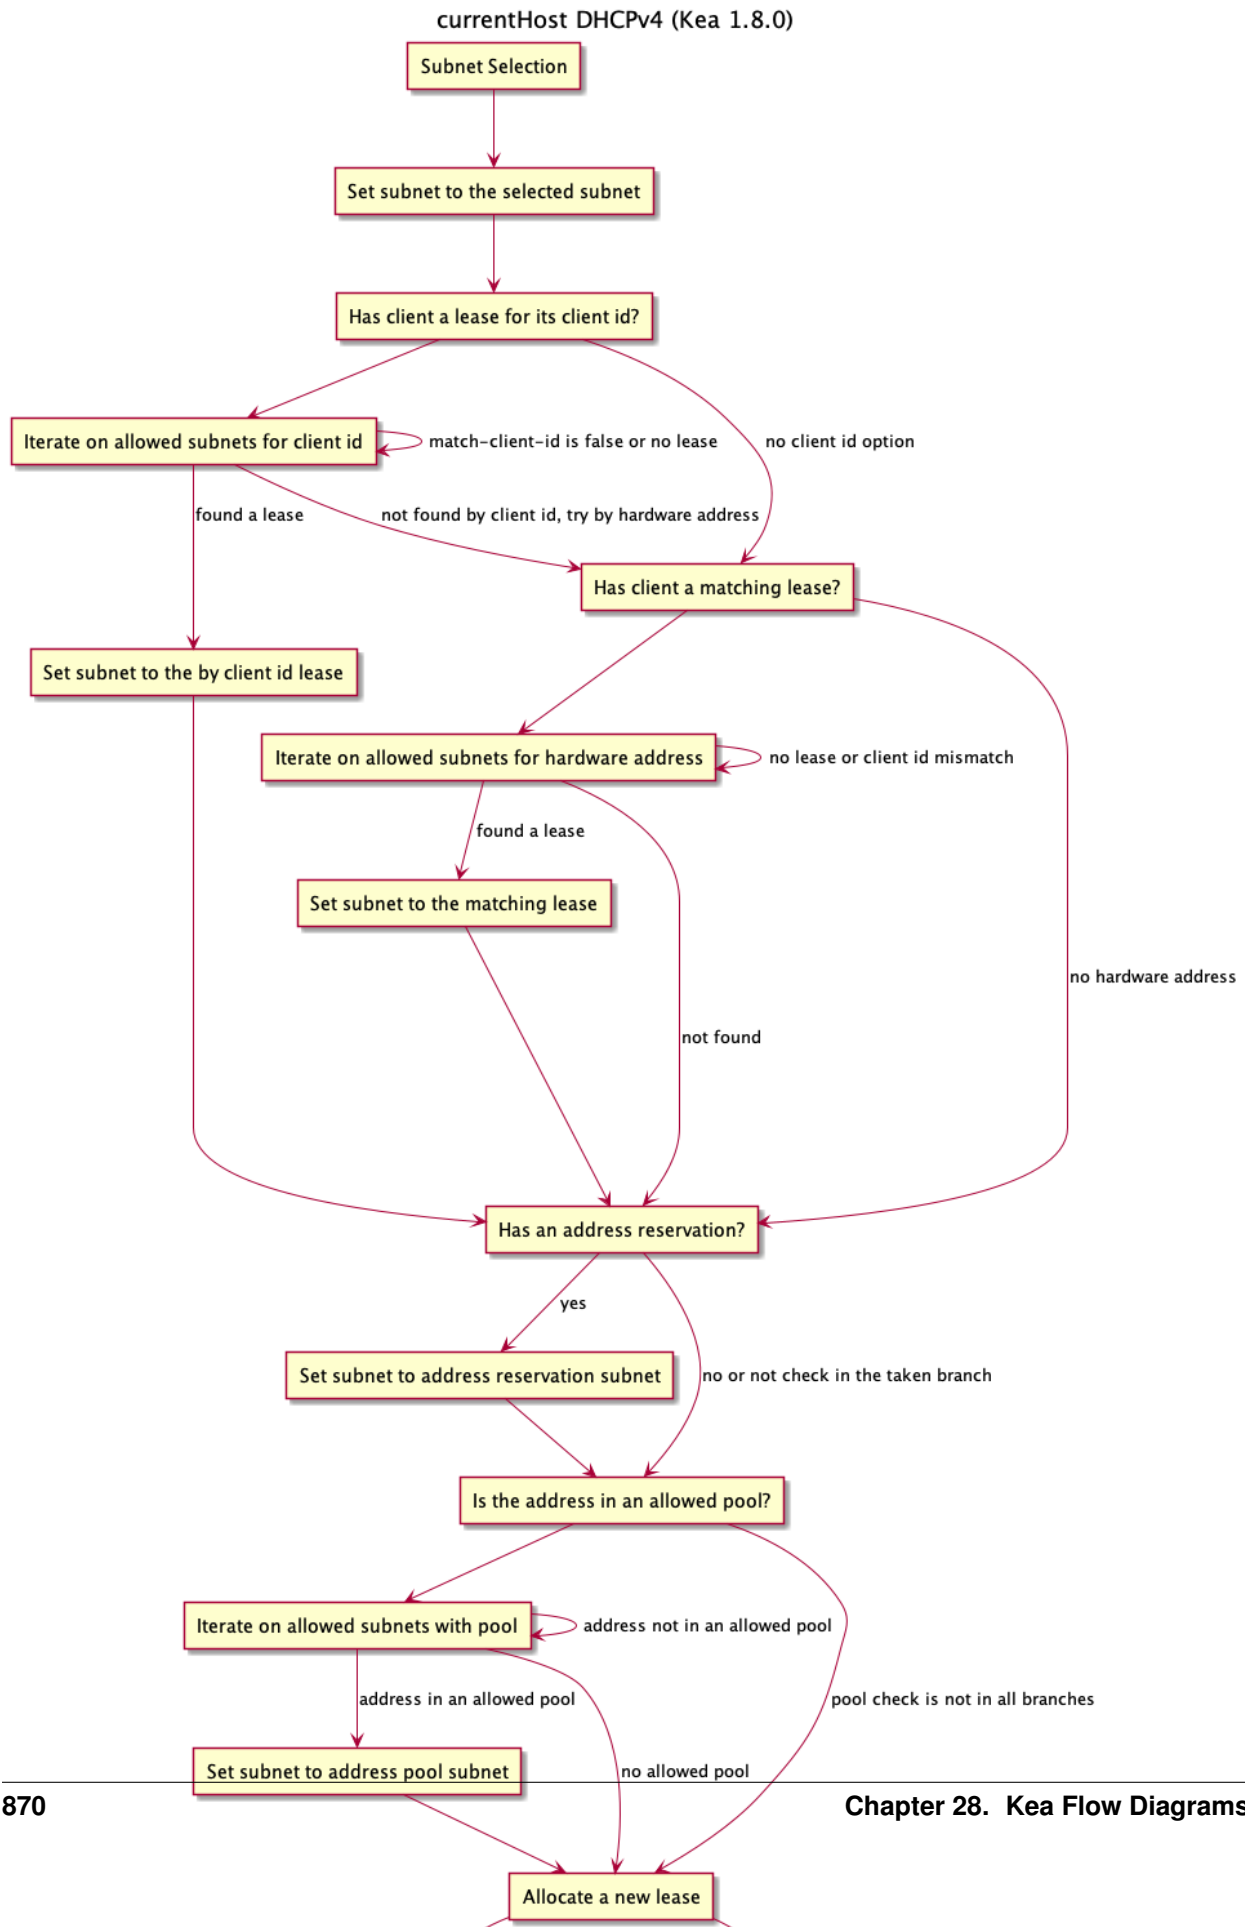 currentHost DHCPv4 (Kea 1.8.0)
Subnet Selection
Set subnet to the selected subnet
Has client a lease for its client id?
Iterate on allowed subnets for client id
match-client-id is false or no lease
no client id option
found a lease
not found by client id, try by hardware address
Has client a matching lease?
Set subnet to the by client id lease
Iterate on allowed subnets for hardware address
no lease or client id mismatch
found a lease
Set subnet to the matching lease
no hardware address
not found
Has an address reservation?
yes
Set subnet to address reservation subnet
no or not check in the taken branch
Is the address in an allowed pool?
Iterate on allowed subnets with pool
address not in an allowed pool
address in an allowed pool
pool check is not in all branches
Set subnet to address pool subnet
no allowed pool
870
Chapter 28. Kea Flow Diagrams
Allocate a new lease